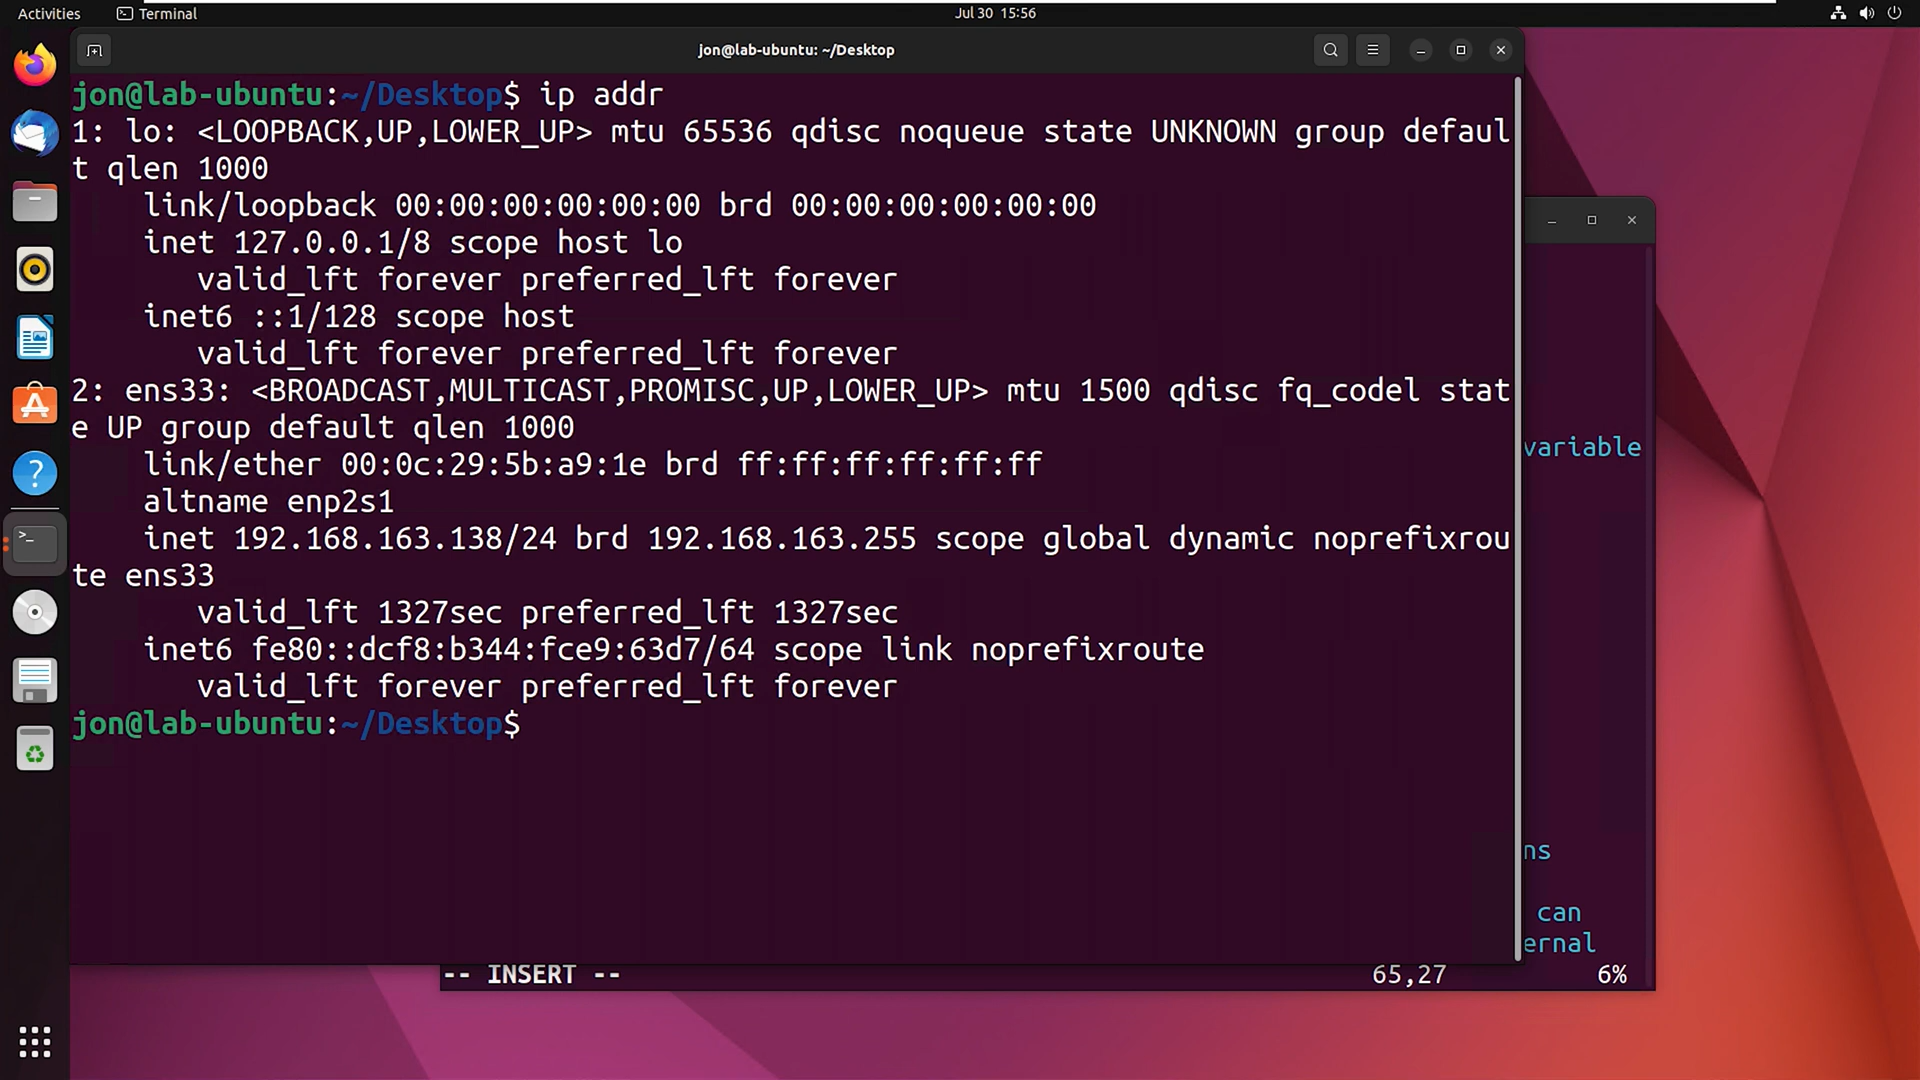 Activities
Terminal
Jul 30 15:56
jon@lab-ubuntu: ~/Desktop
jon@lab-ubuntu:~/Desktop$ ip addr
1: lo: <LOOPBACK,UP,LOWER_UP> mtu 65536 qdisc noqueue state UNKNOWN group defaul
t qlen 1000
    link/loopback 00:00:00:00:00:00 brd 00:00:00:00:00:00
    inet 127.0.0.1/8 scope host lo
       valid_lft forever preferred_lft forever
    inet6 ::1/128 scope host
       valid_lft forever preferred_lft forever
2: ens33: <BROADCAST,MULTICAST,PROMISC,UP,LOWER_UP> mtu 1500 qdisc fq_codel stat
e UP group default qlen 1000
    link/ether 00:0c:29:5b:a9:1e brd ff:ff:ff:ff:ff:ff
    altname enp2s1
    inet 192.168.163.138/24 brd 192.168.163.255 scope global dynamic noprefixrou
te ens33
       valid_lft 1327sec preferred_lft 1327sec
    inet6 fe80::dcf8:b344:fce9:63d7/64 scope link noprefixroute
       valid_lft forever preferred_lft forever
jon@lab-ubuntu:~/Desktop$
variable
ns
can
ernal
-- INSERT --
65,27
6%